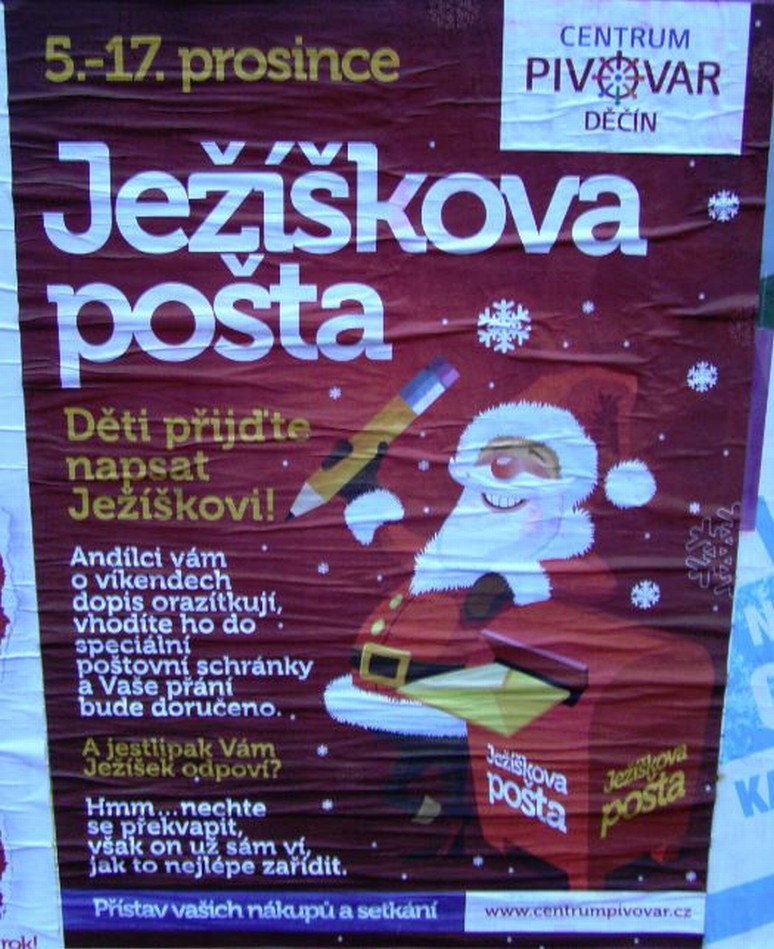 5.-17. prosince
CENTRUM
PIVOVAR
DĚČÍN
Ježíškova
pošta
Děti přijďte
napsat
Ježíškovi!
Andílci vám
o víkendech
dopis orazítkují,
vhodíte ho do
speciální
poštovní schránky
a Vaše přání
bude doručeno.
A jestlipak Vám
Ježíšek odpoví?
Hmm...nechte
se překvapit,
však on už sám ví,
jak to nejlépe zařídit.
Ježíškova
pošta
Ježíškova
pošta
Přístav vašich nákupů a setkání
www.centrumpivovar.cz
rok!